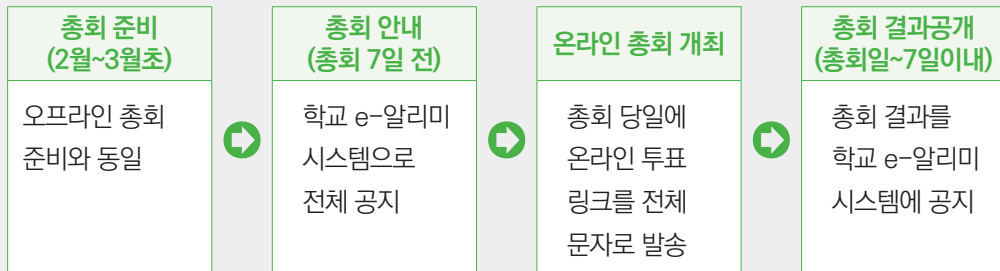 총회 준비
(2월~3월초)
오프라인 총회
준비와 동일
총회 안내
(총회 7일 전)
학교 e-알리미
시스템으로
전체 공지
온라인 총회 개최
총회 당일에
온라인 투표
링크를 전체
문자로 발송
총회 결과공개
(총회일~7일이내)
총회 결과를
학교 e-알리미
시스템에 공지